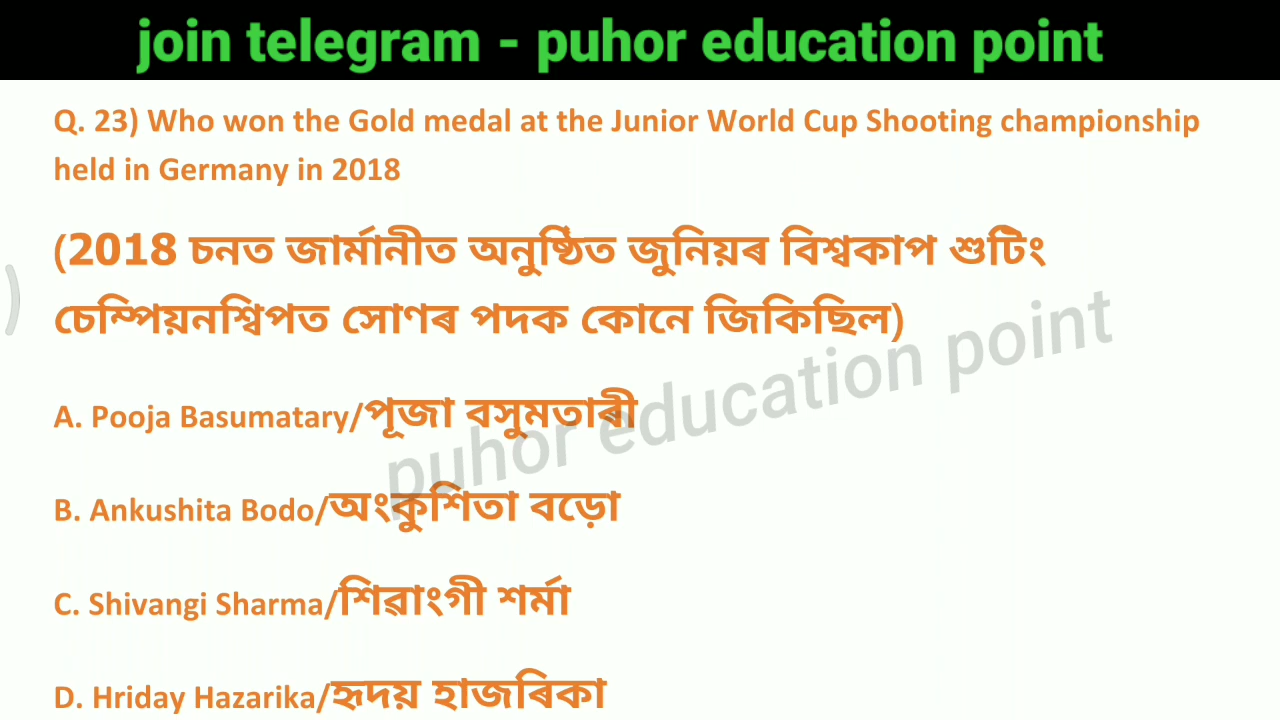 join telegram - puhor education point
Q. 23) Who won the Gold medal at the Junior World Cup Shooting championship
held in Germany in 2018
(2018 চনত জাৰ্মানীত অনুষ্ঠিত জুনিয়ৰ বিশ্বকাপ শুটিং
চেম্পিয়নশ্বিপত সোণৰ পদক কোনে জিকিছিল)
A. Pooja Basumatary/পূজা বসুমতাৰী
B. Ankushita Bodo/অংকুশিতা বড়ো
C. Shivangi Sharma/শিৱাংগী শৰ্মা
D. Hriday Hazarika/হৃদয় হাজৰিকা
puhor education point